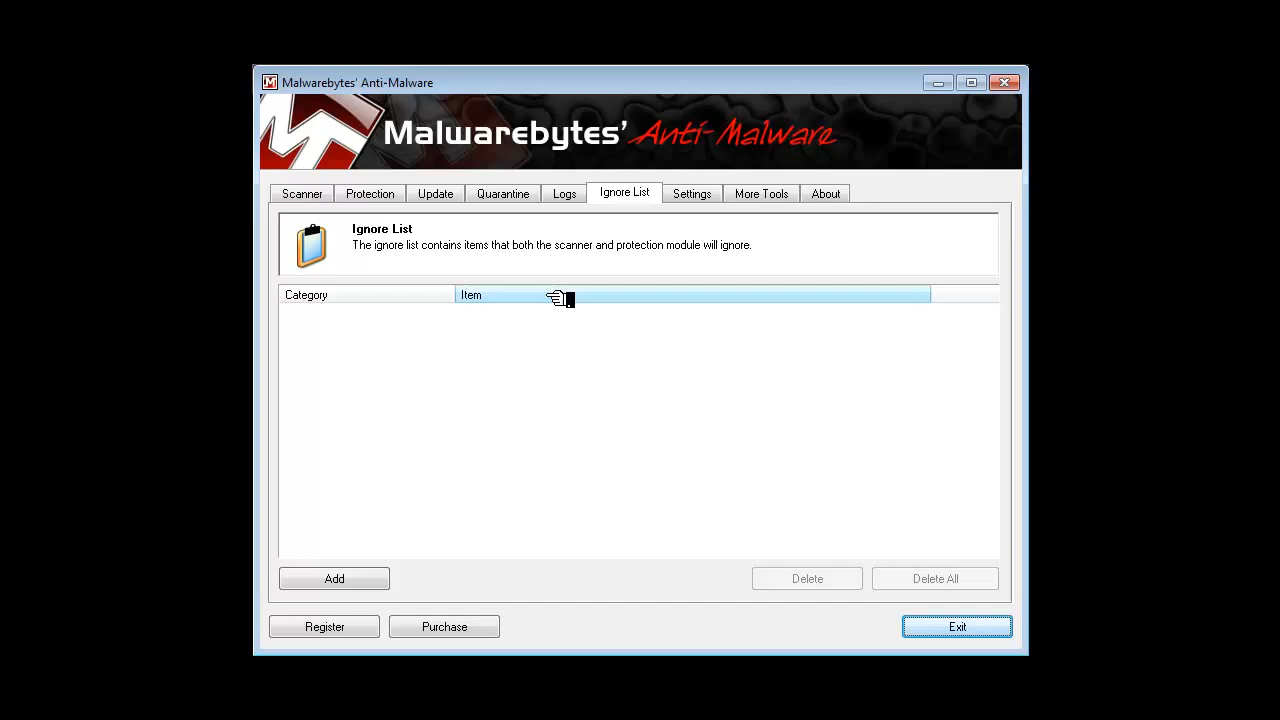 Malwarebytes' Anti-Malware
Malwarebytes' Anti-Malware
Scanner Protection Update Quarantine Logs Ignore List Settings More Tools About
Ignore List
The ignore list contains items that both the scanner and protection module will ignore.
Category Item
Add Delete Delete All
Register Purchase Exit